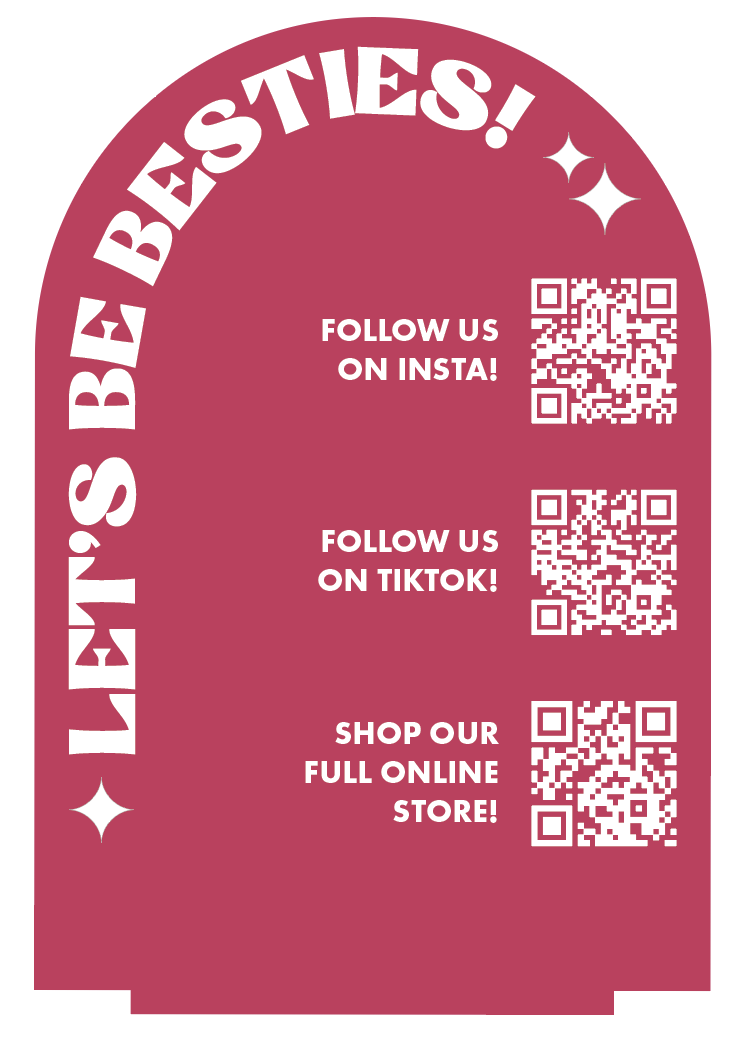 LET'S BE BESTIES!
FOLLOW US
ON INSTA!
FOLLOW US
ON TIKTOK!
SHOP OUR
FULL ONLINE
STORE!